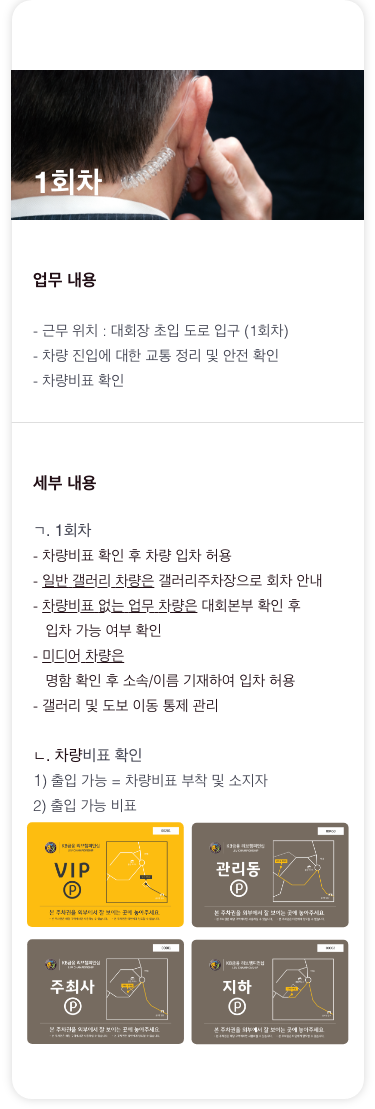 1회차
업무 내용
- 근무 위치 : 대회장 초입 도로 입구 (1회차)
- 차량 진입에 대한 교통 정리 및 안전 확인
- 차량비표 확인
세부 내용
ㄱ. 1회차
- 차량비표 확인 후 차량 입차 허용
- 일반 갤러리 차량은 갤러리주차장으로 회차 안내
- 차량비표 없는 업무 차량은 대회본부 확인 후
입차 가능 여부 확인
- 미디어 차량은
명함 확인 후 소속/이름 기재하여 입차 허용
- 갤러리 및 도보 이동 통제 관리
ㄴ. 차량비표 확인
1) 출입 가능 = 차량비표 부착 및 소지자
2) 출입 가능 비표
VIP
P
본 주차권을 외부에서 잘 보이는 곳에 놓아주세요.
관리동
P
본 주차권을 외부에서 잘 보이는 곳에 놓아주세요.
주최사
P
본 주차권을 외부에서 잘 보이는 곳에 놓아주세요.
지하
P
본 주차권을 외부에서 잘 보이는 곳에 놓아주세요.